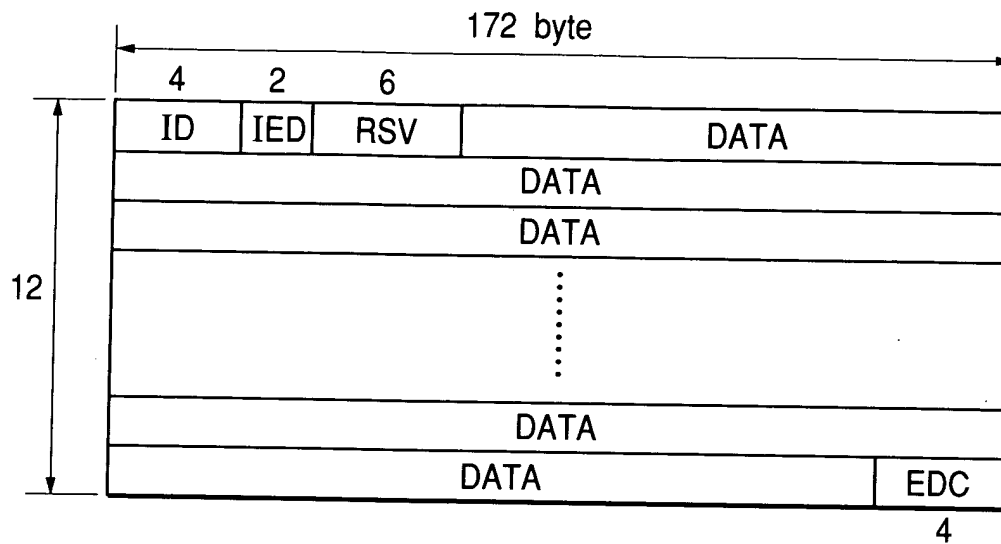 172 byte
4 2 6
ID IED RSV DATA
DATA
DATA
12
DATA
DATA EDC
4